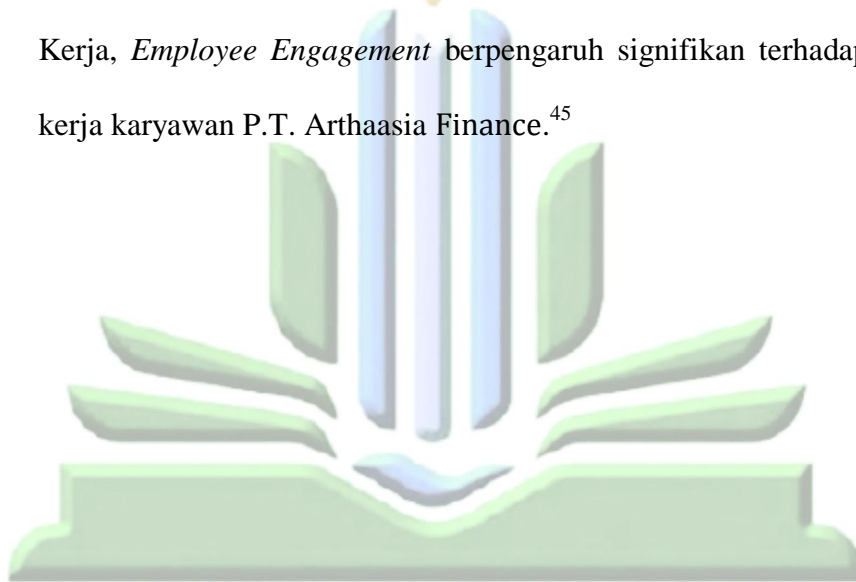 Kerja, Employee Engagement berpengaruh signifikan terhadap
kerja karyawan P.T. Arthaasia Finance.45